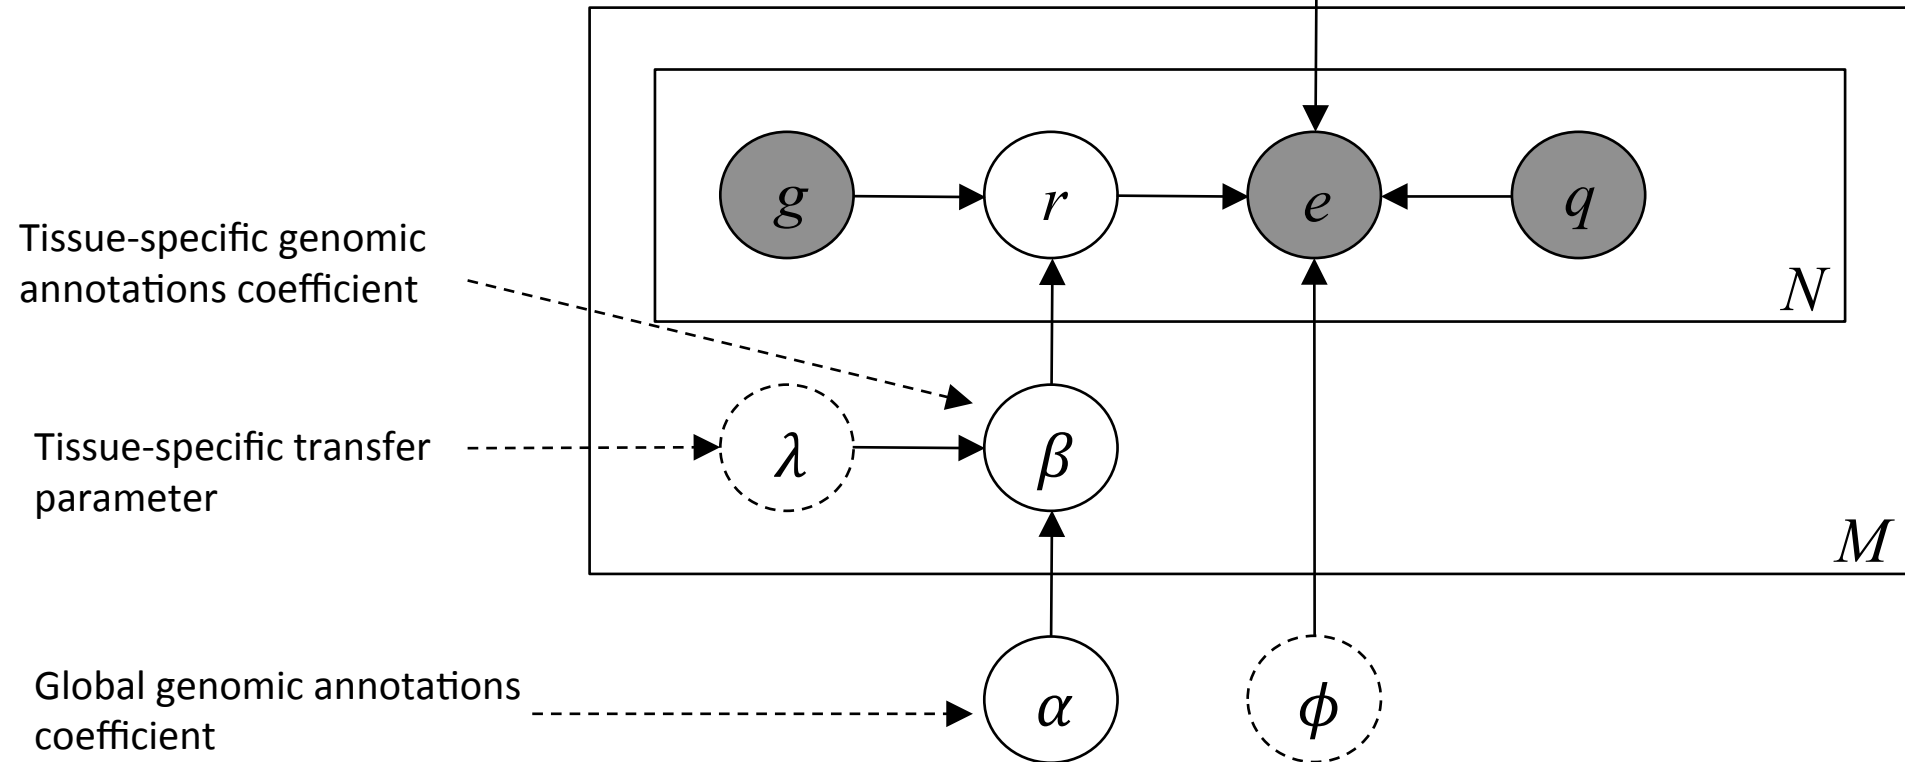 g r e q
N
Tissue-specific genomic
annotations coefficient
λ β
Tissue-specific transfer
parameter
M
α ϕ
Global genomic annotations
coefficient